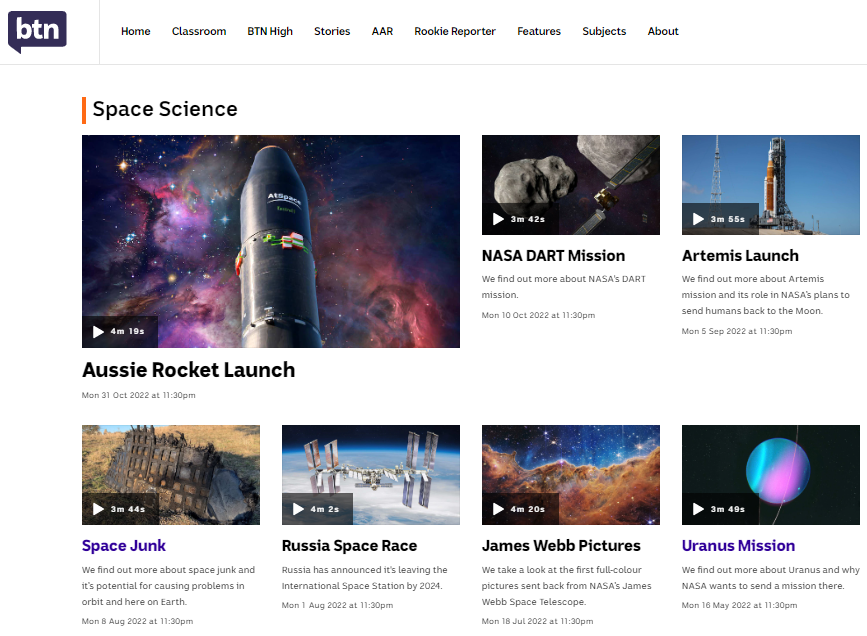 btn
Home Classroom BTN High Stories AAR Rookie Reporter Features Subjects About
Space Science
AtSpace
4m 19s
Aussie Rocket Launch
Mon 31 Oct 2022 at 11:30pm
3m 42s
NASA DART Mission
We find out more about NASA's DART
mission.
Mon 10 Oct 2022 at 11:30pm
3m 55s
Artemis Launch
We find out more about Artemis
mission and its role in NASA's plans to
send humans back to the Moon.
Mon 5 Sep 2022 at 11:30pm
3m 44s
Space Junk
We find out more about space junk and
it's potential for causing problems in
orbit and here on Earth.
Mon 8 Aug 2022 at 11:30pm
4m 2s
Russia Space Race
Russia has announced it's leaving the
International Space Station by 2024.
Mon 1 Aug 2022 at 11:30pm
4m 20s
James Webb Pictures
We take a look at the first full-colour
pictures sent back from NASA's James
Webb Space Telescope.
Mon 18 Jul 2022 at 11:30pm
3m 49s
Uranus Mission
We find out more about Uranus and why
NASA wants to send a mission there.
Mon 16 May 2022 at 11:30pm